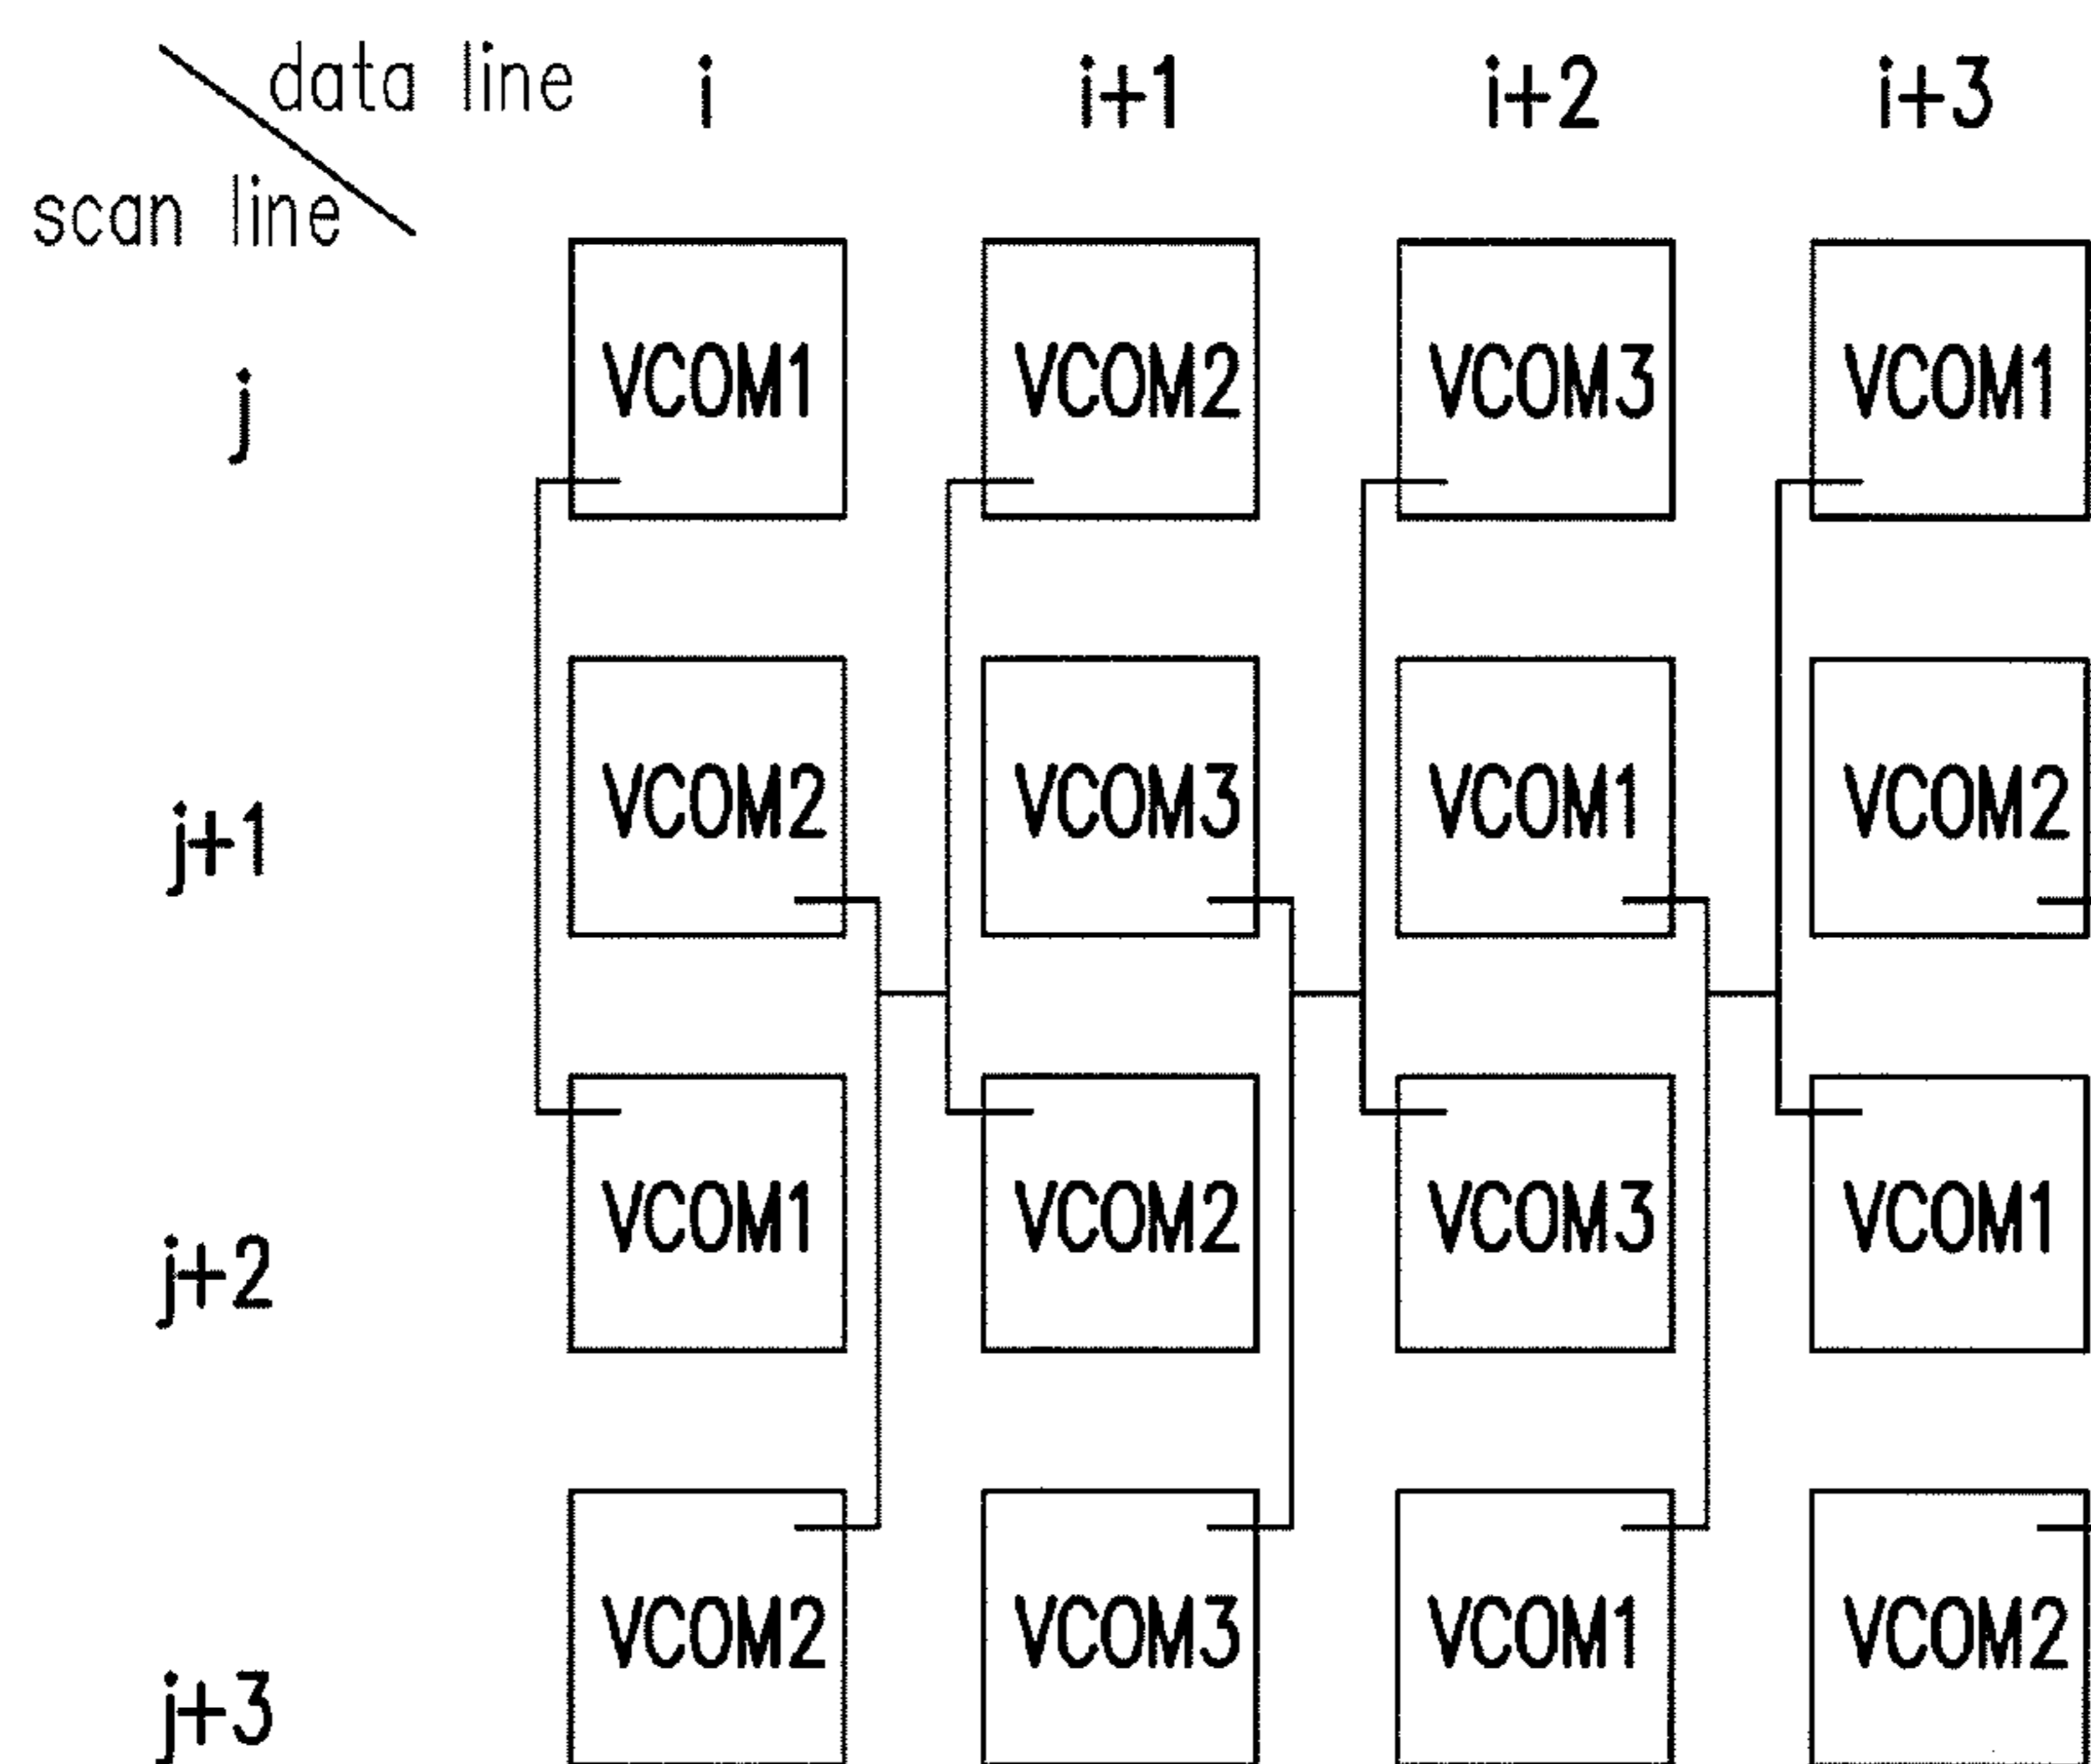 data line i i+1 i+2 i+3
scan line
j VCOM1 VCOM2 VCOM3 VCOM1
j+1 VCOM2 VCOM3 VCOM1 VCOM2
j+2 VCOM1 VCOM2 VCOM3 VCOM1
j+3 VCOM2 VCOM3 VCOM1 VCOM2